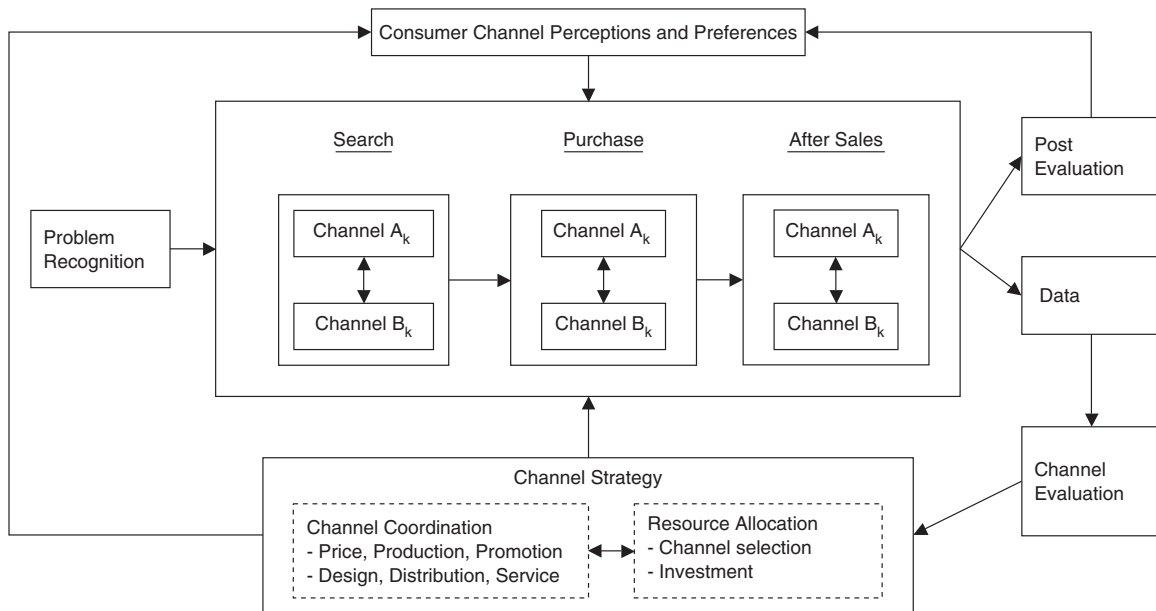 Consumer Channel Perceptions and Preferences
Search
Purchase
After Sales
Post
Evaluation
Problem
Recognition
Channel Aₖ
Channel Bₖ
Channel Aₖ
Channel Bₖ
Channel Aₖ
Channel Bₖ
Data
Channel
Evaluation
Channel Strategy
Channel Coordination
- Price, Production, Promotion
- Design, Distribution, Service
Resource Allocation
- Channel selection
- Investment